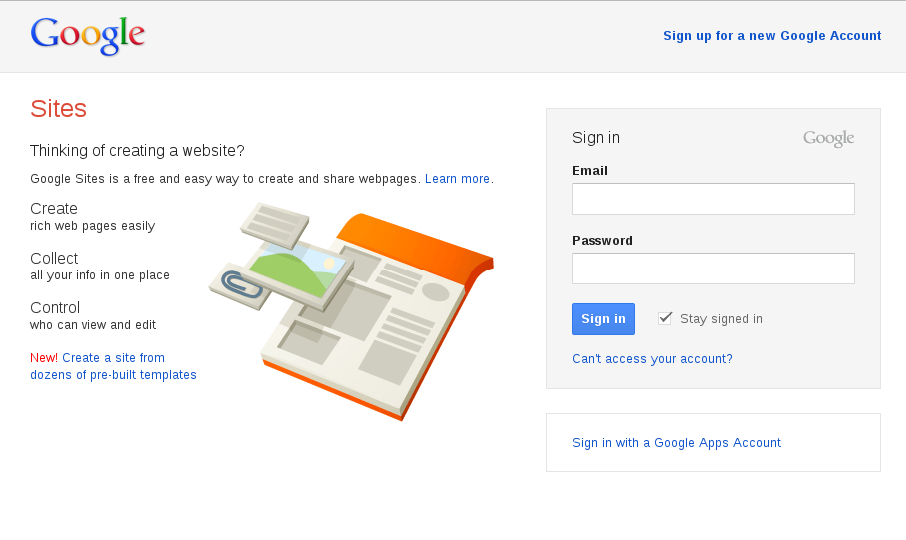 Google
Sign up for a new Google Account
Sites
Thinking of creating a website?
Google Sites is a free and easy way to create and share webpages. Learn more.
Create
rich web pages easily
Collect
all your info in one place
Control
who can view and edit
New! Create a site from
dozens of pre-built templates
Sign in
Google
Email
Password
Sign in
Stay signed in
Can't access your account?
Sign in with a Google Apps Account